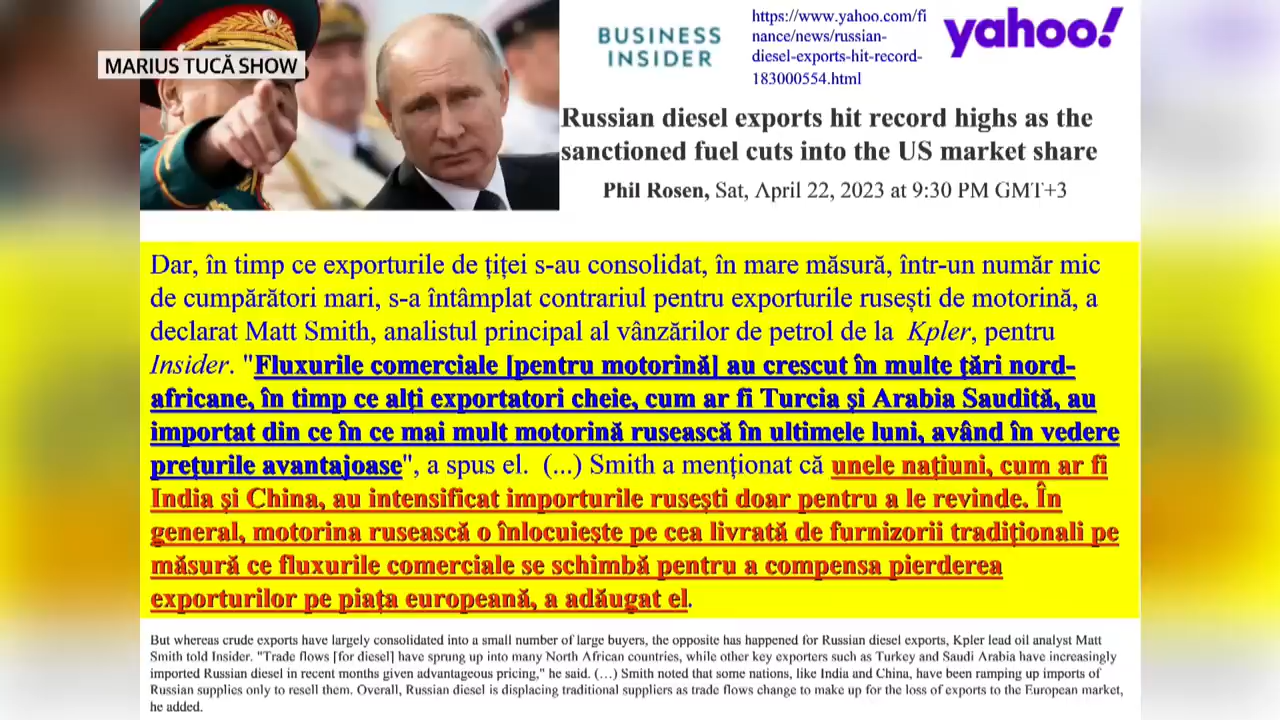 MARIUS TUCĂ SHOW
BUSINESS
INSIDER
https://www.yahoo.com/fi
nance/news/russian-
diesel-exports-hit-record-
183000554.html
yahoo!
Russian diesel exports hit record highs as the
sanctioned fuel cuts into the US market share
Phil Rosen, Sat, April 22, 2023 at 9:30 PM GMT+3
Dar, în timp ce exporturile de țiței s-au consolidat, în mare măsură, într-un număr mic
de cumpărători mari, s-a întâmplat contrariul pentru exporturile rusești de motorină, a
declarat Matt Smith, analistul principal al vânzărilor de petrol de la Kpler, pentru
Insider. "Fluxurile comerciale [pentru motorină] au crescut în multe țări nord-
africane, în timp ce alți exportatori cheie, cum ar fi Turcia și Arabia Saudită, au
importat din ce în ce mai mult motorină rusească în ultimele luni, având în vedere
prețurile avantajoase", a spus el. (...) Smith a menționat că unele națiuni, cum ar fi
India și China, au intensificat importurile rusești doar pentru a le revinde. În
general, motorina rusească o înlocuiește pe cea livrată de furnizorii tradiționali pe
măsură ce fluxurile comerciale se schimbă pentru a compensa pierderea
exporturilor pe piața europeană, a adăugat el.
But whereas crude exports have largely consolidated into a small number of large buyers, the opposite has happened for Russian diesel exports, Kpler lead oil analyst Matt
Smith told Insider. "Trade flows [for diesel] have sprung up into many North African countries, while other key exporters such as Turkey and Saudi Arabia have increasingly
imported Russian diesel in recent months given advantageous pricing," he said. (…) Smith noted that some nations, like India and China, have been ramping up imports of
Russian supplies only to resell them. Overall, Russian diesel is displacing traditional suppliers as trade flows change to make up for the loss of exports to the European market,
he added.